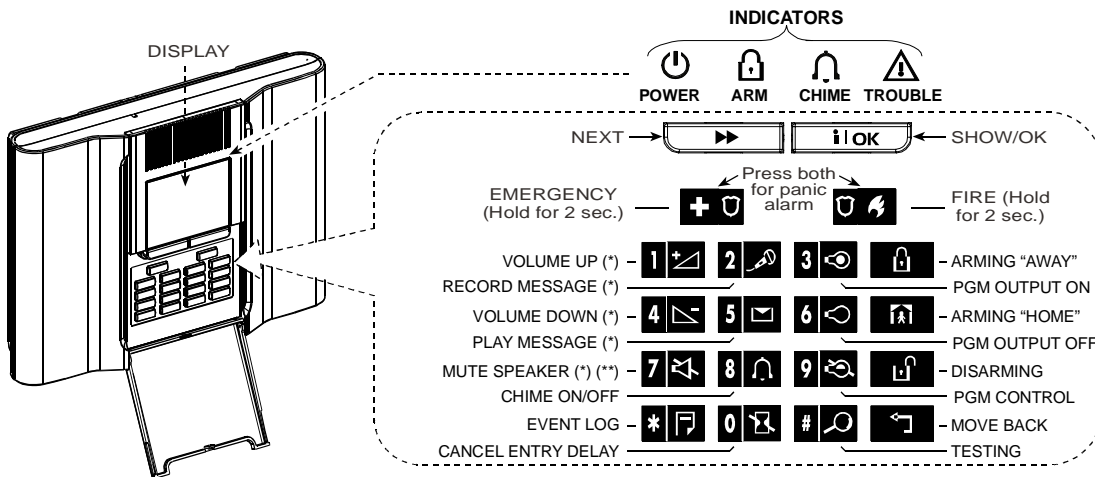 INDICATORS
DISPLAY
POWER ARM CHIME TROUBLE
NEXT
i OK
SHOW/OK
EMERGENCY
(Hold for 2 sec.)
Press both
for panic
alarm
FIRE (Hold
for 2 sec.)
VOLUME UP (*)
1 2 3
ARMING “AWAY”
RECORD MESSAGE (*)
PGM OUTPUT ON
VOLUME DOWN (*)
4 5 6
ARMING “HOME”
PLAY MESSAGE (*)
PGM OUTPUT OFF
MUTE SPEAKER (*) (**)
7 8 9
DISARMING
CHIME ON/OFF
PGM CONTROL
EVENT LOG
* 0 #
MOVE BACK
CANCEL ENTRY DELAY
TESTING